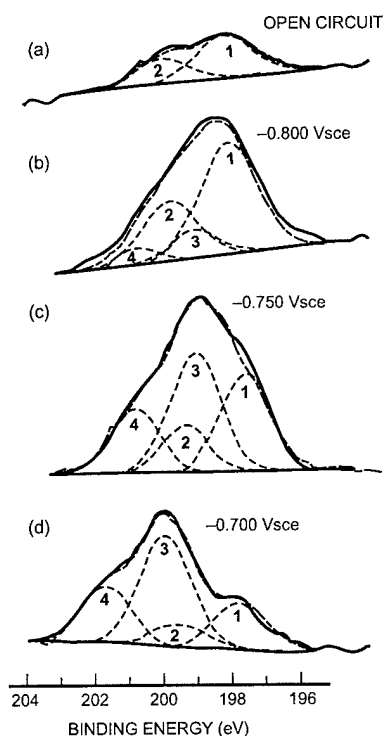 OPEN CIRCUIT
(a)
1
2
–0.800 Vsce
(b)
1
2
3
4
–0.750 Vsce
(c)
3
1
4
2
–0.700 Vsce
(d)
3
4
1
2
204 202 200 198 196
BINDING ENERGY (eV)